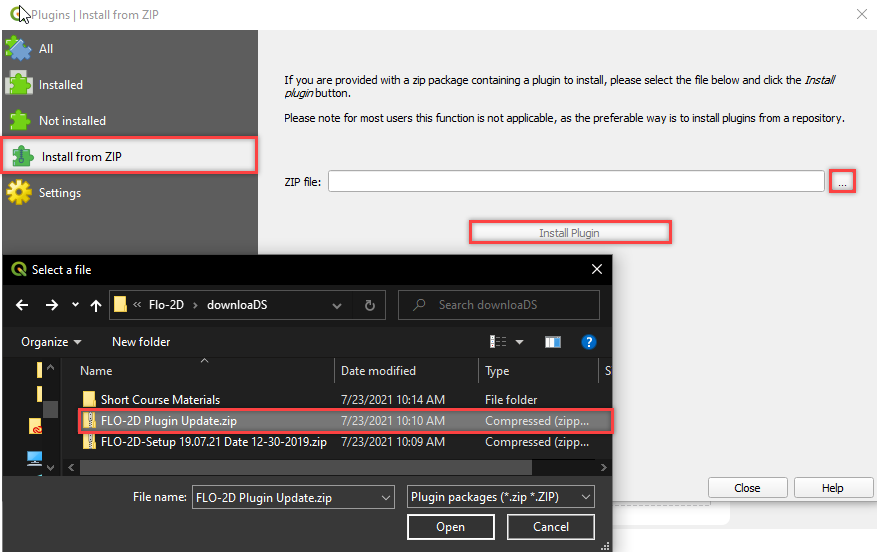 Plugins | Install from ZIP
All
Installed
Not installed
Install from ZIP
Settings
If you are provided with a zip package containing a plugin to install, please select the file below and click the Install
plugin button.
Please note for most users this function is not applicable, as the preferable way is to install plugins from a repository.
ZIP file:
...
Install Plugin
Select a file
« Flo-2D › downloaDS
Search downloaDS
Organize
New folder
?
Name Date modified Type S
Short Course Materials 7/23/2021 10:14 AM File folder
FLO-2D Plugin Update.zip 7/23/2021 10:10 AM Compressed (zipp...
FLO-2D-Setup 19.07.21 Date 12-30-2019.zip 7/23/2021 10:09 AM Compressed (zipp...
File name: FLO-2D Plugin Update.zip Plugin packages (*.zip *.ZIP)
Open Cancel
Close Help